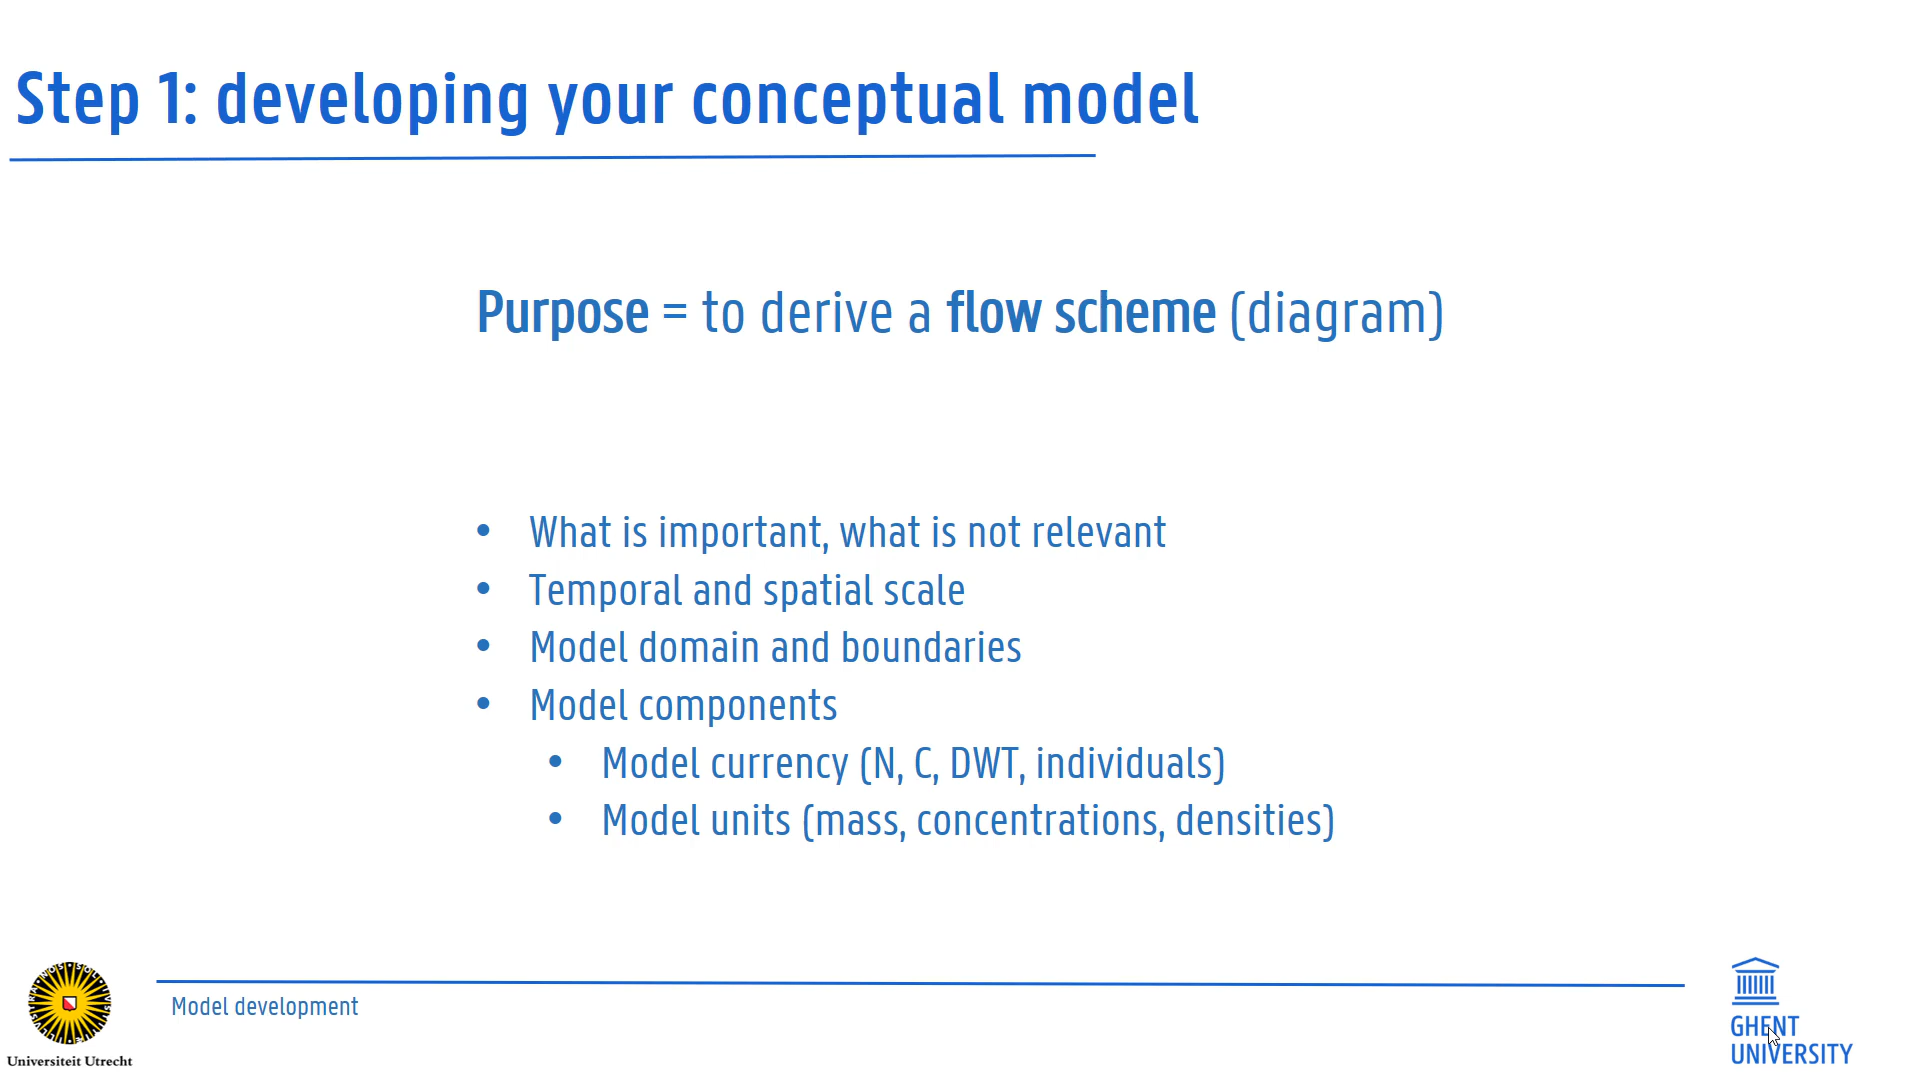 Step 1: developing your conceptual model
Purpose = to derive a flow scheme (diagram)
• What is important, what is not relevant
• Temporal and spatial scale
• Model domain and boundaries
• Model components
• Model currency (N, C, DWT, individuals)
• Model units (mass, concentrations, densities)
Model development
Universiteit Utrecht
GHENT
UNIVERSITY